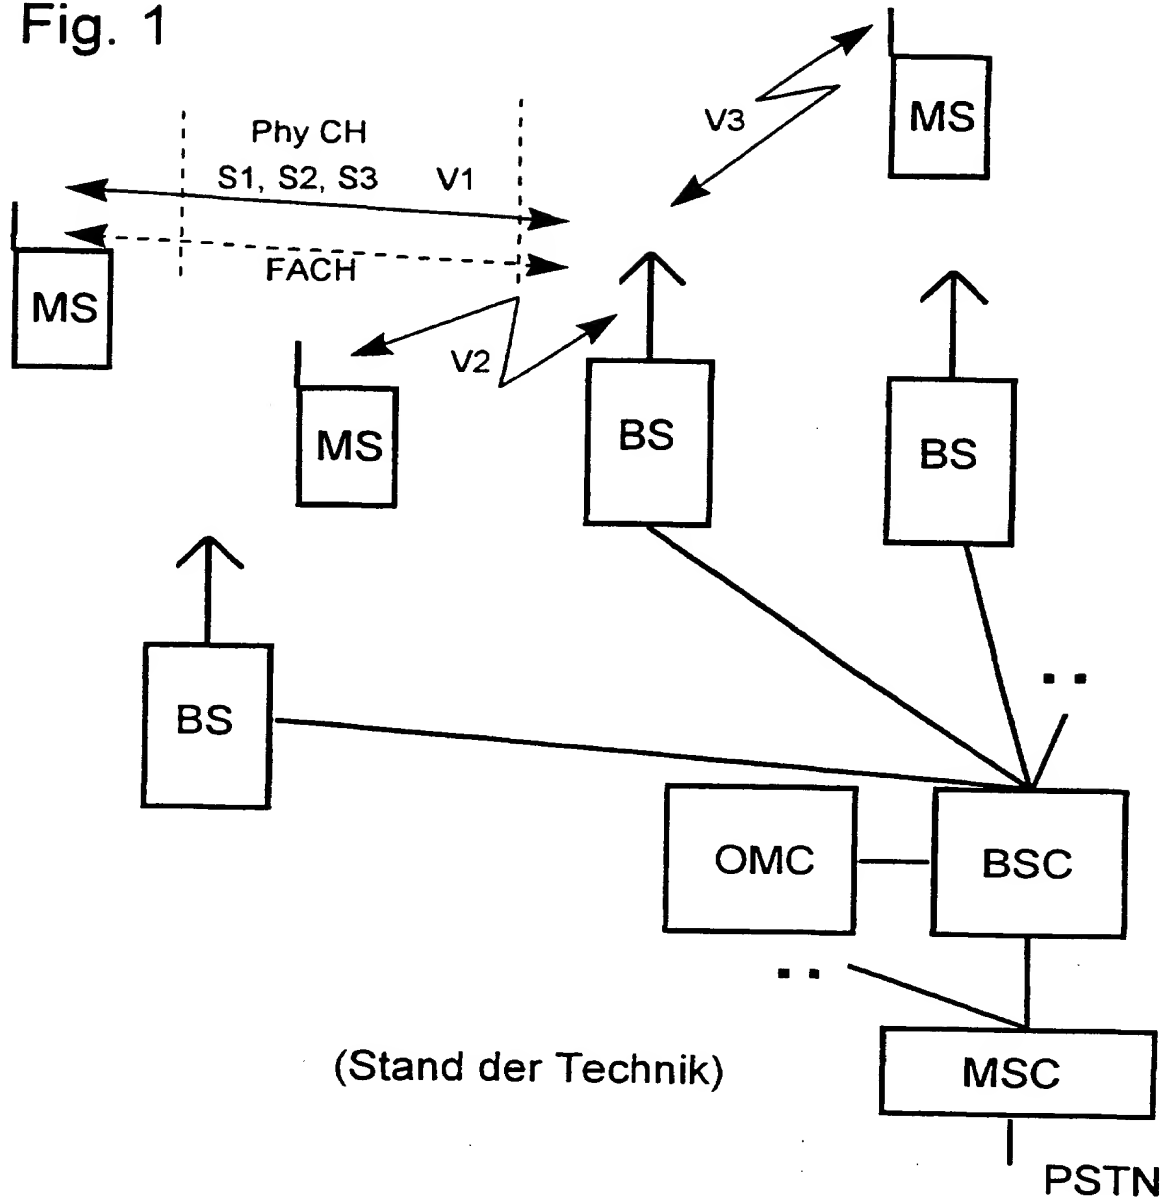 Fig. 1
MS
V3
Phy CH
S1, S2, S3 V1
FACH
MS
V2
MS
BS
BS
BS
OMC
BSC
(Stand der Technik)
MSC
PSTN